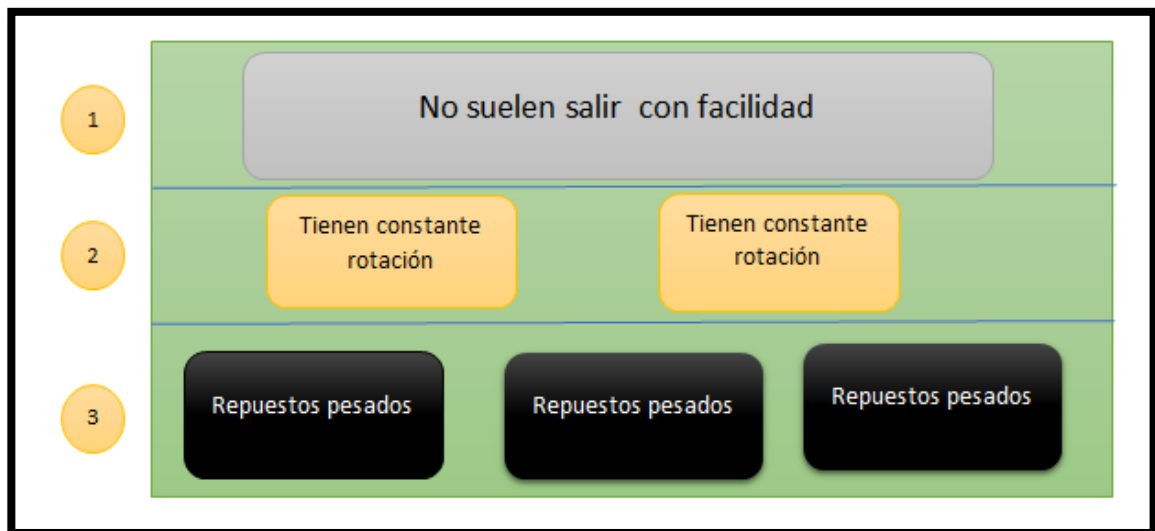 1
No suelen salir con facilidad
2
Tienen constante
rotación
Tienen constante
rotación
3
Repuestos pesados
Repuestos pesados
Repuestos pesados